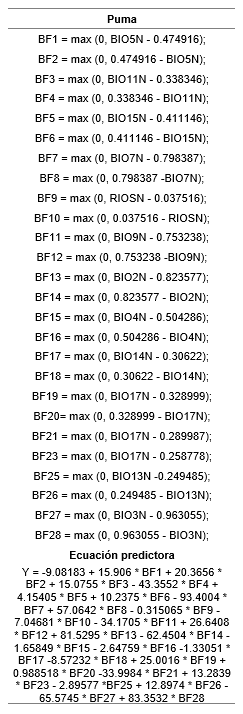 Puma
BF1 = max (0, BIO5N - 0.474916);
BF2 = max (0, 0.474916 - BIO5N);
BF3 = max (0, BIO11N - 0.338346);
BF4 = max (0, 0.338346 - BIO11N);
BF5 = max (0, BIO15N - 0.411146);
BF6 = max (0, 0.411146 - BIO15N);
BF7 = max (0, BIO7N - 0.798387);
BF8 = max (0, 0.798387 -BIO7N);
BF9 = max (0, RIOSN - 0.037516);
BF10 = max (0, 0.037516 - RIOSN);
BF11 = max (0, BIO9N - 0.753238);
BF12 = max (0, 0.753238 -BIO9N);
BF13 = max (0, BIO2N - 0.823577);
BF14 = max (0, 0.823577 - BIO2N);
BF15 = max (0, BIO4N - 0.504286);
BF16 = max (0, 0.504286 - BIO4N);
BF17 = max (0, BIO14N - 0.30622);
BF18 = max (0, 0.30622 - BIO14N);
BF19 = max (0, BIO17N - 0.328999);
BF20= max (0, 0.328999 - BIO17N);
BF21 = max (0, BIO17N - 0.289987);
BF23 = max (0, BIO17N - 0.258778);
BF25 = max (0, BIO13N -0.249485);
BF26 = max (0, 0.249485 - BIO13N);
BF27 = max (0, BIO3N - 0.963055);
BF28 = max (0, 0.963055 - BIO3N);
Ecuación predictora
Y = -9.08183 + 15.906 * BF1 + 20.3656 *
BF2 + 15.0755 * BF3 - 43.3552 * BF4
+ 4.15405 * BF5 + 10.2375 * BF6 - 93.4004 *
BF7 + 57.0642 * BF8 - 0.315065 * BF9 -
7.04681 * BF10 - 34.1705 * BF11 + 26.6408
* BF12 + 81.5295 * BF13 - 62.4504 * BF14 -
1.65849 * BF15 - 2.64759 * BF16 -1.33051 *
BF17 -8.57232 * BF18 + 25.0016 * BF19 +
0.988518 * BF20 -33.9984 * BF21 + 13.2839
* BF23 - 2.89577 *BF25 + 12.8974 * BF26 -
65.5745 * BF27 + 83.3532 * BF28